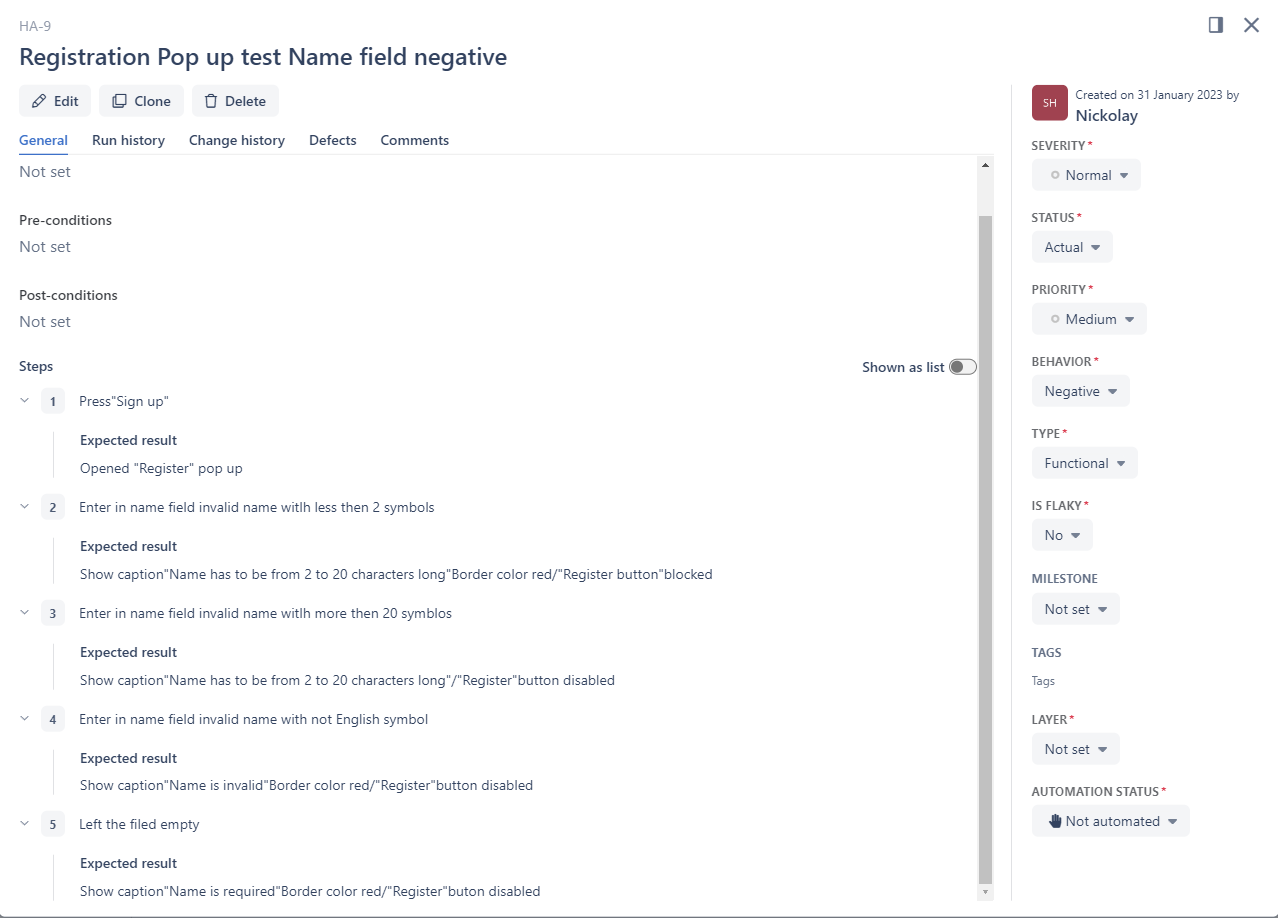 HA-9
Registration Pop up test Name field negative
Edit
Clone
Delete
General
Run history
Change history
Defects
Comments
Not set
Pre-conditions
Not set
Post-conditions
Not set
Steps
Shown as list
1
Press"Sign up"
Expected result
Opened "Register" pop up
2
Enter in name field invalid name witlh less then 2 symbols
Expected result
Show caption"Name has to be from 2 to 20 characters long"Border color red/"Register button"blocked
3
Enter in name field invalid name witlh more then 20 symblos
Expected result
Show caption"Name has to be from 2 to 20 characters long"/"Register"button disabled
4
Enter in name field invalid name with not English symbol
Expected result
Show caption"Name is invalid"Border color red/"Register"button disabled
5
Left the filed empty
Expected result
Show caption"Name is required"Border color red/"Register"buton disabled
SH
Created on 31 January 2023 by
Nickolay
SEVERITY*
Normal
STATUS*
Actual
PRIORITY*
Medium
BEHAVIOR*
Negative
TYPE*
Functional
IS FLAKY*
No
MILESTONE
Not set
TAGS
Tags
LAYER*
Not set
AUTOMATION STATUS*
Not automated